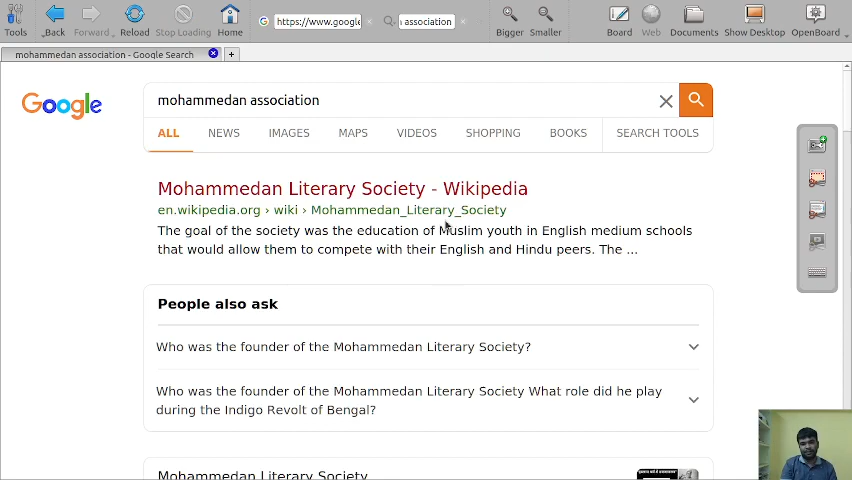 Tools
Back
Forward
Reload
Stop Loading
Home
https://www.google
association
Bigger
Smaller
Board
Web
Documents
Show Desktop
OpenBoard
mohammedan association - Google Search
Google
mohammedan association
ALL
NEWS
IMAGES
MAPS
VIDEOS
SHOPPING
BOOKS
SEARCH TOOLS
Mohammedan Literary Society - Wikipedia
en.wikipedia.org › wiki › Mohammedan_Literary_Society
The goal of the society was the education of Muslim youth in English medium schools
that would allow them to compete with their English and Hindu peers. The ...
People also ask
Who was the founder of the Mohammedan Literary Society?
Who was the founder of the Mohammedan Literary Society What role did he play
during the Indigo Revolt of Bengal?
Mohammedan Literary Society